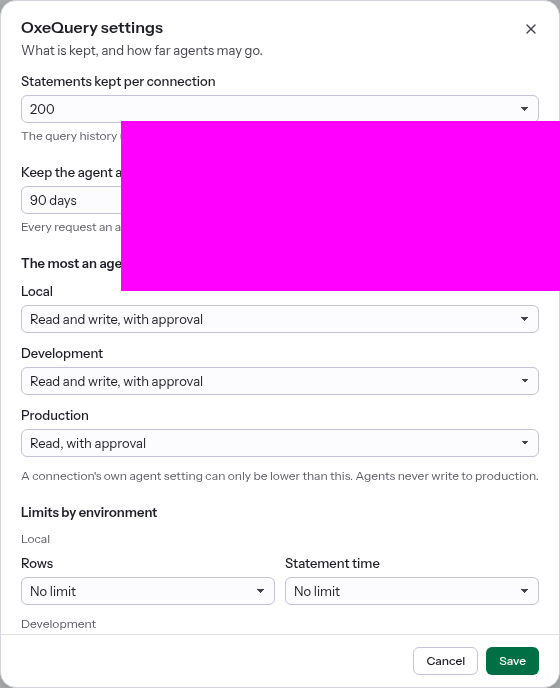 OxeQuery settings
What is kept, and how far agents may go.
Statements kept per connection
200
The query history
Keep the agent
90 days
Every request an
The most an
Local
Read and write, with approval
Development
Read and write, with approval
Production
Read, with approval
A connection's own agent setting can only be lower than this. Agents never write to production.
Limits by environment
Local
Rows
Statement time
No limit
No limit
Development
Cancel
Save